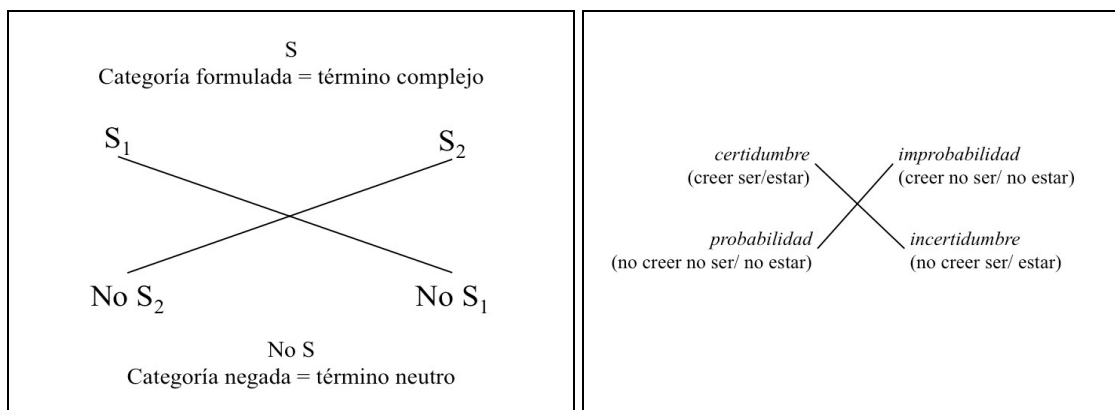 S
Categoría formulada = término complejo
S₁
S₂
No S₂
No S₁
No S
Categoría negada = término neutro
certidumbre
(creer ser/estar)
improbabilidad
(creer no ser/ no estar)
probabilidad
(no creer no ser/ no estar)
incertidumbre
(no creer ser/ estar)